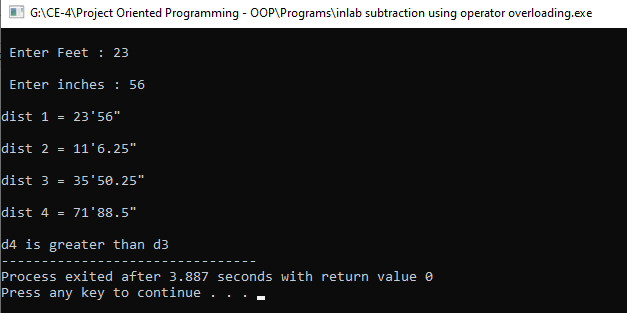 G:\CE-4\Project Oriented Programming - OOP\Programs\inlab subtraction using operator overloading.exe
Enter Feet : 23
Enter inches : 56
dist 1 = 23'56"
dist 2 = 11'6.25"
dist 3 = 35'50.25"
dist 4 = 71'88.5"
d4 is greater than d3
--------------------------------
Process exited after 3.887 seconds with return value 0
Press any key to continue . . .